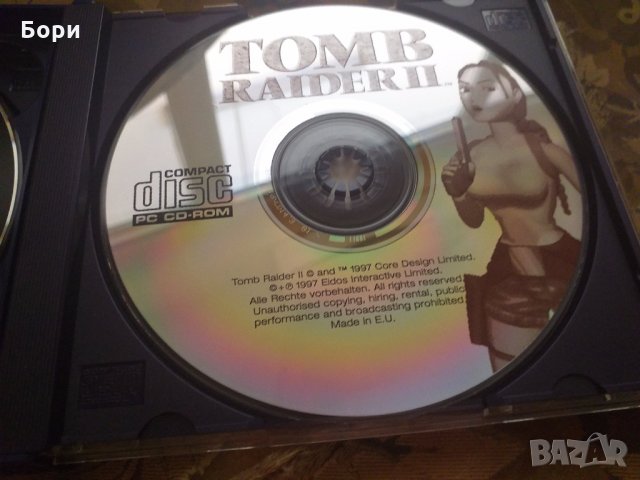 Бори
TOMB
RAIDER II
TM
COMPACT
disc
PC CD-ROM
Tomb Raider II © and ™ 1997 Core Design Limited.
©+℗ 1997 Eidos Interactive Limited.
Alle Rechte vorbehalten. All rights reserved.
Unauthorised copying, hiring, rental, public
performance and broadcasting prohibited.
Made in E.U.
BAZAR